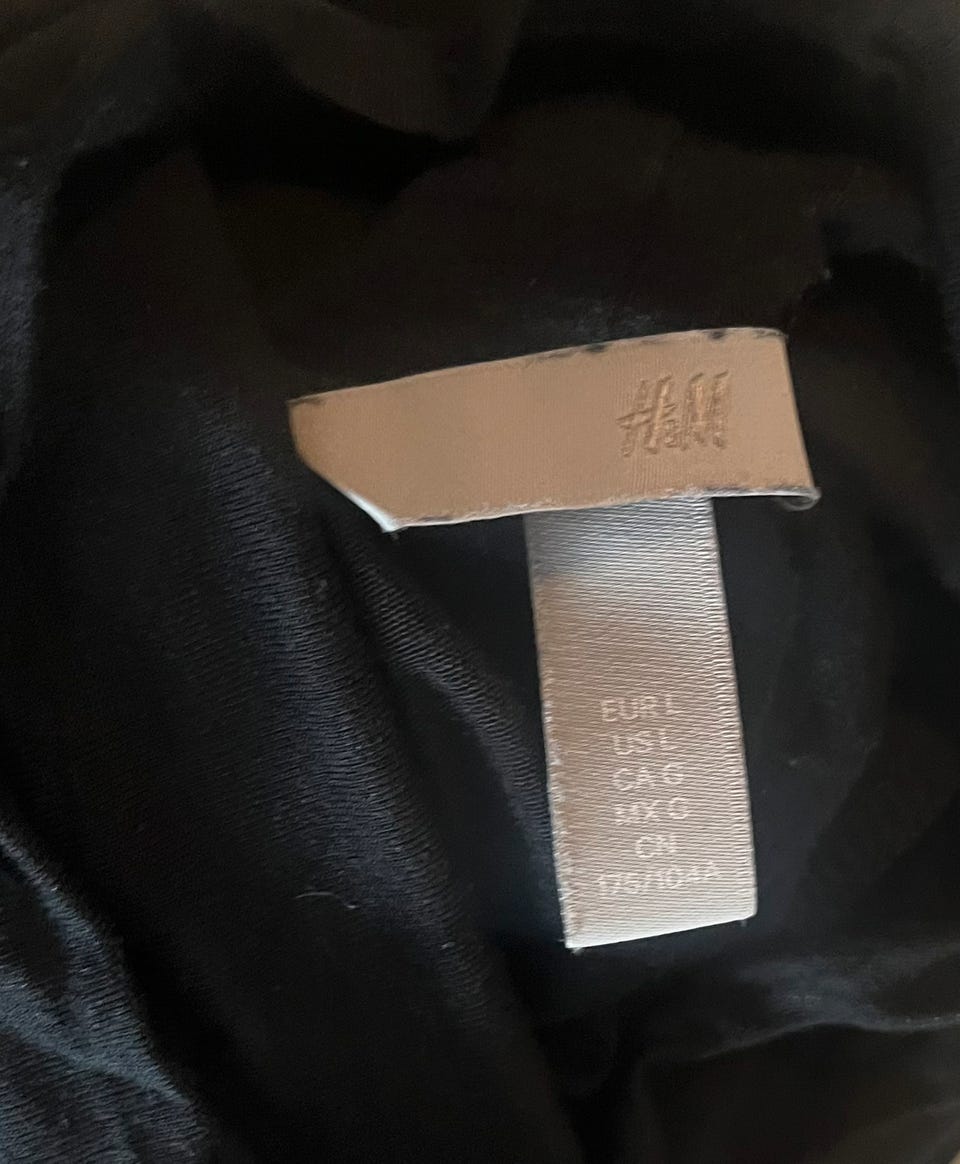 H&M
EUR L
US L
CA G
MX G
CN
175/104A